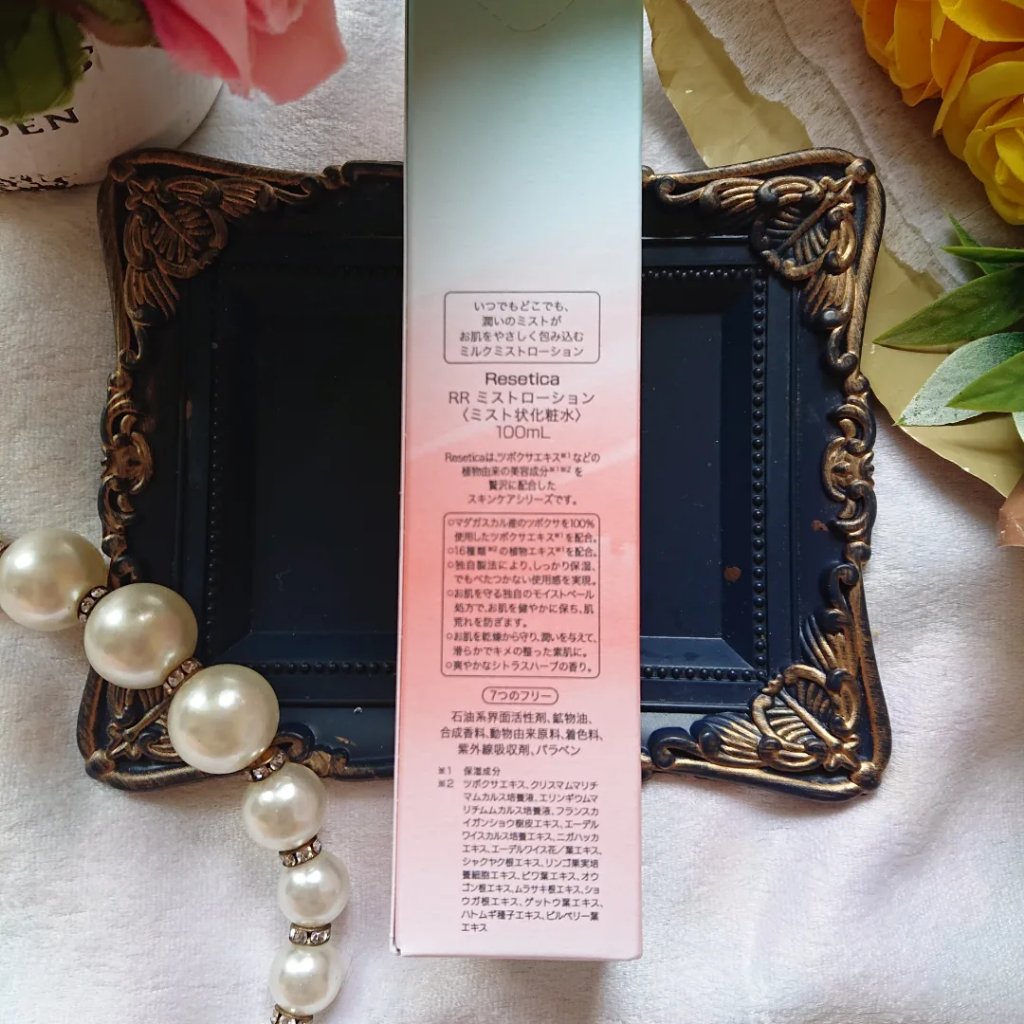 DEN
いつでもどこでも、
潤いのミストが
お肌をやさしく包み込む
ミルクミストローション
Resetica
RR ミストローション
〈ミスト状化粧水〉
100mL
Reseticaは、ツボクサエキス※1などの
植物由来の美容成分※1※2を
贅沢に配合した
スキンケアシリーズです。
○マダガスカル産のツボクサを100%
使用したツボクサエキス※1を配合。
○16種類※2の植物エキス※1を配合。
○独自製法により、しっかり保湿、
でもべたつかない使用感を実現。
○お肌を守る独自のモイストベール
処方で、お肌を健やかに保ち、肌
荒れを防ぎます。
○お肌を乾燥から守り、潤いを与えて、
滑らかでキメの整った素肌に。
○爽やかなシトラスハーブの香り。
7つのフリー
石油系界面活性剤、鉱物油、
合成香料、動物由来原料、着色料、
紫外線吸収剤、パラベン
※1 保湿成分
※2 ツボクサエキス、クリスマムマリチ
マムカルス培養液、エリンギウムマ
リチムムカルス培養液、フランスカ
イガンショウ樹皮エキス、エーデル
ワイスカルス培養エキス、ニガハッカ
エキス、エーデルワイス花／葉エキス、
シャクヤク根エキス、リンゴ果実培
養細胞エキス、ビワ葉エキス、オウ
ゴン根エキス、ムラサキ根エキス、ショ
ウガ根エキス、ゲットウ葉エキス、
ハトムギ種子エキス、ビルベリー葉
エキス